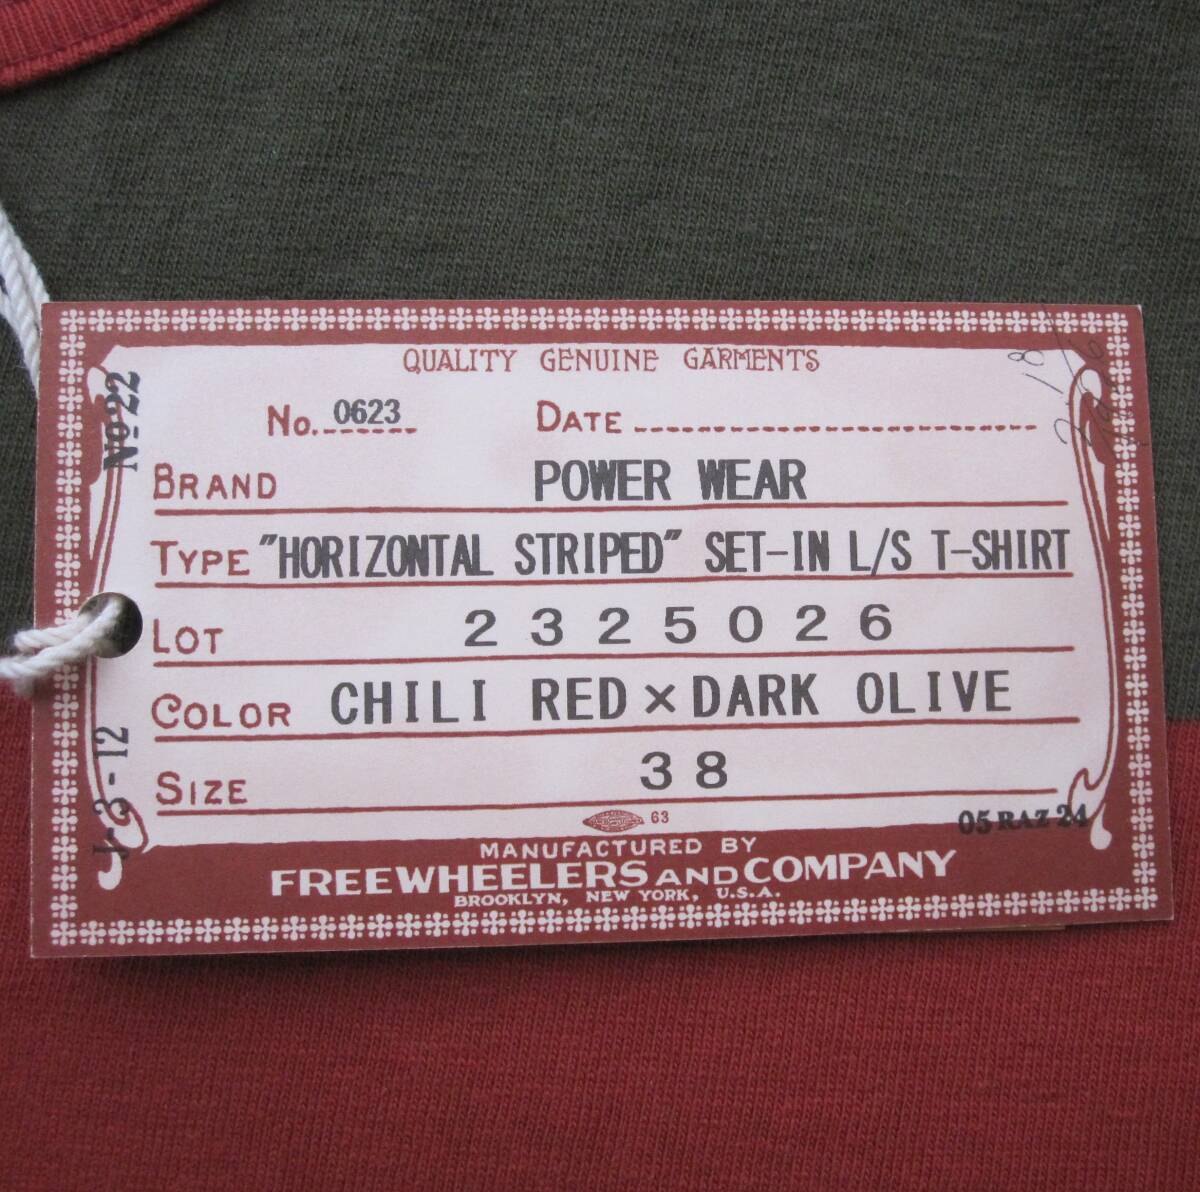 QUALITY GENUINE GARMENTS
No. 0623 DATE
No 22
BRAND POWER WEAR
TYPE "HORIZONTAL STRIPED" SET-IN L/S T-SHIRT
LOT 2325026
COLOR CHILI RED × DARK OLIVE
SIZE 38
J-3-12
63
05 RAZ 24
MANUFACTURED BY
FREEWHEELERS AND COMPANY
BROOKLYN, NEW YORK, U.S.A.